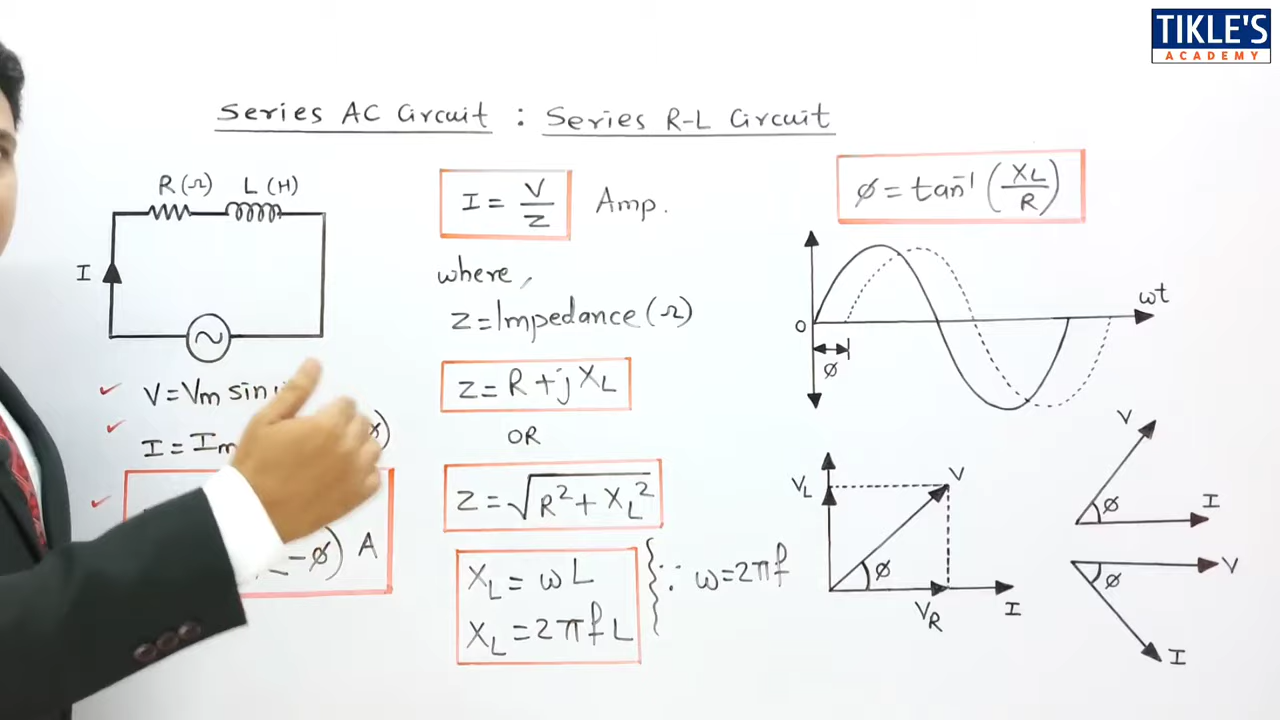 TIKLE'S
ACADEMY
Series AC Circuit : Series R-L Circuit
R(Ω) L(H)
I
V=Vm sin
I=Im
-ø) A
I = V/Z Amp.
where,
Z=Impedance(Ω)
Z=R+jXL
OR
Z=√R²+XL²
XL=ωL
XL=2πfL
∵ ω=2πf
ø=tan⁻¹(XL/R)
0
ωt
ø
VL
V
ø
VR
I
V
ø
I
V
ø
I